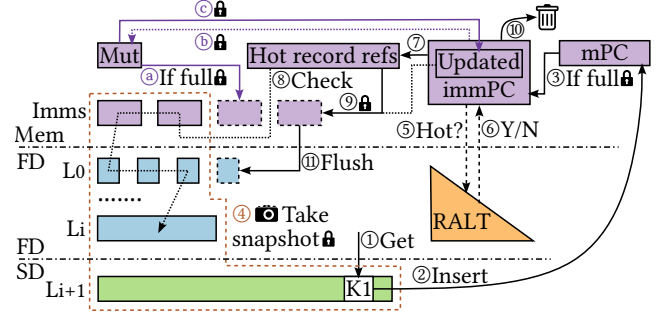 ⓒ
ⓑ
⑩
Mut
Hot record refs
⑦
Updated
immPC
mPC
ⓐIf full
⑧Check
③If full
Imms
⑨
Mem
⑤Hot?
⑥Y/N
FD
L0
⑪Flush
RALT
④ Take
snapshot
Li
①Get
FD
SD
②Insert
Li+1
K1